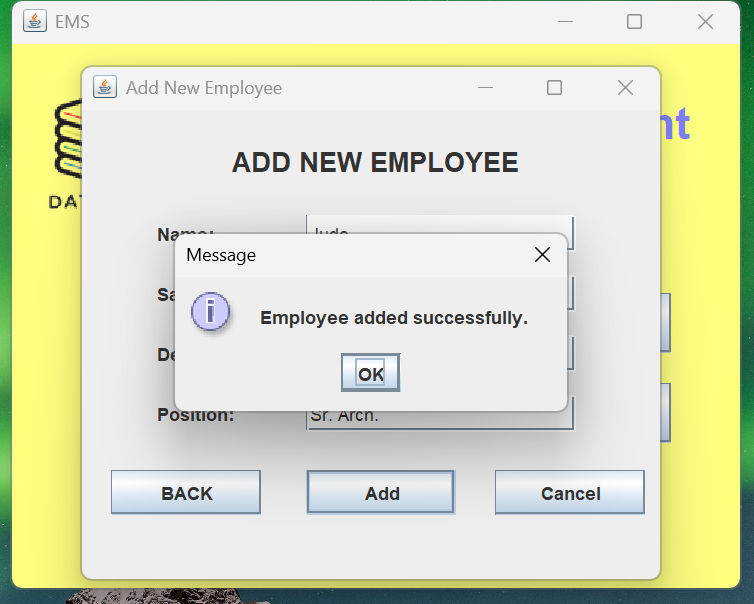 EMS
Add New Employee
nt
DAT
ADD NEW EMPLOYEE
Name:
Jude
Message
Sa
Employee added successfully.
OK
De
Position:
Sr. Arch.
BACK
Add
Cancel